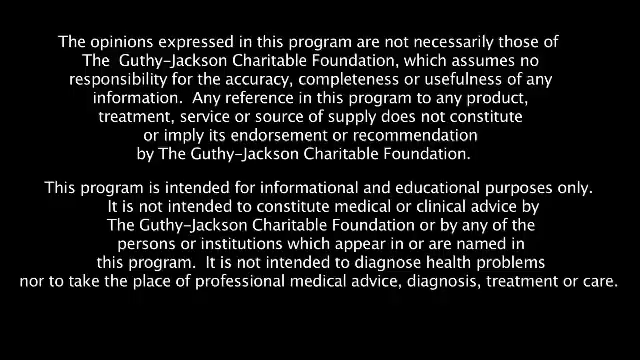 The opinions expressed in this program are not necessarily those of
The Guthy-Jackson Charitable Foundation, which assumes no
responsibility for the accuracy, completeness or usefulness of any
information. Any reference in this program to any product,
treatment, service or source of supply does not constitute
or imply its endorsement or recommendation
by The Guthy-Jackson Charitable Foundation.
This program is intended for informational and educational purposes only.
It is not intended to constitute medical or clinical advice by
The Guthy-Jackson Charitable Foundation or by any of the
persons or institutions which appear in or are named in
this program. It is not intended to diagnose health problems
nor to take the place of professional medical advice, diagnosis, treatment or care.